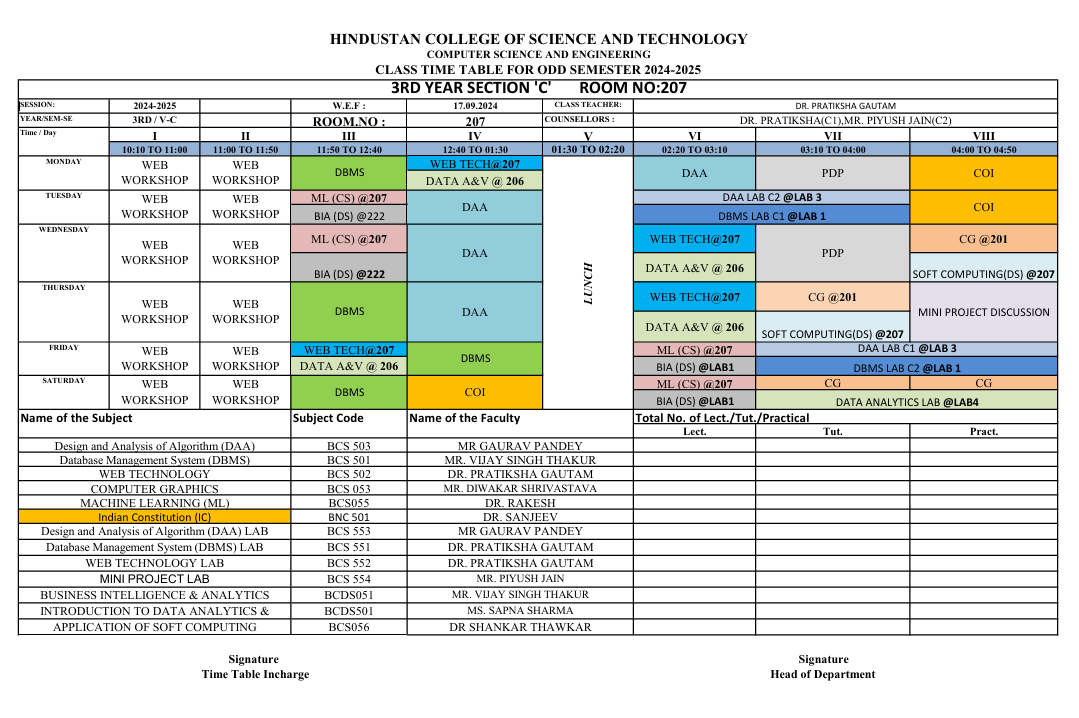 HINDUSTAN COLLEGE OF SCIENCE AND TECHNOLOGY
COMPUTER SCIENCE AND ENGINEERING
CLASS TIME TABLE FOR ODD SEMESTER 2024-2025
3RD YEAR SECTION 'C' ROOM NO:207
SESSION: 2024-2025 W.E.F : 17.09.2024 CLASS TEACHER: DR. PRATIKSHA GAUTAM
YEAR/SEM-SE 3RD / V-C ROOM.NO : 207 COUNSELLORS : DR. PRATIKSHA(C1),MR. PIYUSH JAIN(C2)
Time / Day I II III IV V VI VII VIII
10:10 TO 11:00 11:00 TO 11:50 11:50 TO 12:40 12:40 TO 01:30 01:30 TO 02:20 02:20 TO 03:10 03:10 TO 04:00 04:00 TO 04:50
MONDAY WEB WORKSHOP WEB WORKSHOP DBMS WEB TECH@207 DAA PDP COI
DATA A&V @ 206
TUESDAY WEB WORKSHOP WEB WORKSHOP ML (CS) @207 DAA DAA LAB C2 @LAB 3 COI
BIA (DS) @222 DBMS LAB C1 @LAB 1
WEDNESDAY WEB WORKSHOP WEB WORKSHOP ML (CS) @207 DAA WEB TECH@207 PDP CG @201
BIA (DS) @222 DATA A&V @ 206 SOFT COMPUTING(DS) @207
LUNCH
THURSDAY WEB WORKSHOP WEB WORKSHOP DBMS DAA WEB TECH@207 CG @201 MINI PROJECT DISCUSSION
DATA A&V @ 206 SOFT COMPUTING(DS) @207
FRIDAY WEB WORKSHOP WEB WORKSHOP WEB TECH@207 DBMS ML (CS) @207 DAA LAB C1 @LAB 3
DATA A&V @ 206 BIA (DS) @LAB1 DBMS LAB C2 @LAB 1
SATURDAY WEB WORKSHOP WEB WORKSHOP DBMS COI ML (CS) @207 CG CG
BIA (DS) @LAB1 DATA ANALYTICS LAB @LAB4
Name of the Subject Subject Code Name of the Faculty Total No. of Lect./Tut./Practical
Lect. Tut. Pract.
Design and Analysis of Algorithm (DAA) BCS 503 MR GAURAV PANDEY
Database Management System (DBMS) BCS 501 MR. VIJAY SINGH THAKUR
WEB TECHNOLOGY BCS 502 DR. PRATIKSHA GAUTAM
COMPUTER GRAPHICS BCS 053 MR. DIWAKAR SHRIVASTAVA
MACHINE LEARNING (ML) BCS055 DR. RAKESH
Indian Constitution (IC) BNC 501 DR. SANJEEV
Design and Analysis of Algorithm (DAA) LAB BCS 553 MR GAURAV PANDEY
Database Management System (DBMS) LAB BCS 551 DR. PRATIKSHA GAUTAM
WEB TECHNOLOGY LAB BCS 552 DR. PRATIKSHA GAUTAM
MINI PROJECT LAB BCS 554 MR. PIYUSH JAIN
BUSINESS INTELLIGENCE & ANALYTICS BCDS051 MR. VIJAY SINGH THAKUR
INTRODUCTION TO DATA ANALYTICS & BCDS501 MS. SAPNA SHARMA
APPLICATION OF SOFT COMPUTING BCS056 DR SHANKAR THAWKAR
Signature Signature
Time Table Incharge Head of Department